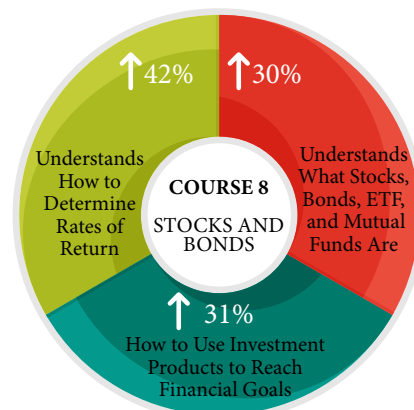 42%
30%
Understands
How to
Determine
Rates of
Return
COURSE 8
STOCKS AND
BONDS
Understands
What Stocks,
Bonds, ETF,
and Mutual
Funds Are
31%
How to Use Investment
Products to Reach
Financial Goals